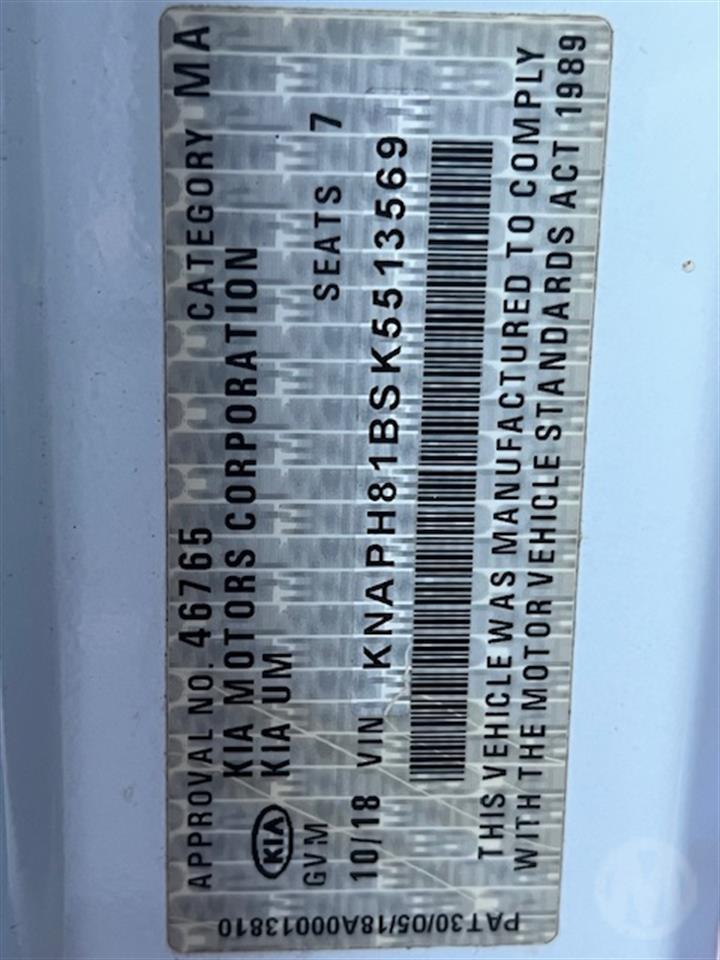 APPROVAL NO. 46765 CATEGORY MA
KIA MOTORS CORPORATION
KIA KIA UM
GVM SEATS 7
10/18 VIN KNAPH81BSK5513569
THIS VEHICLE WAS MANUFACTURED TO COMPLY
WITH THE MOTOR VEHICLE STANDARDS ACT 1989
PAT30/05/18A00013810
M